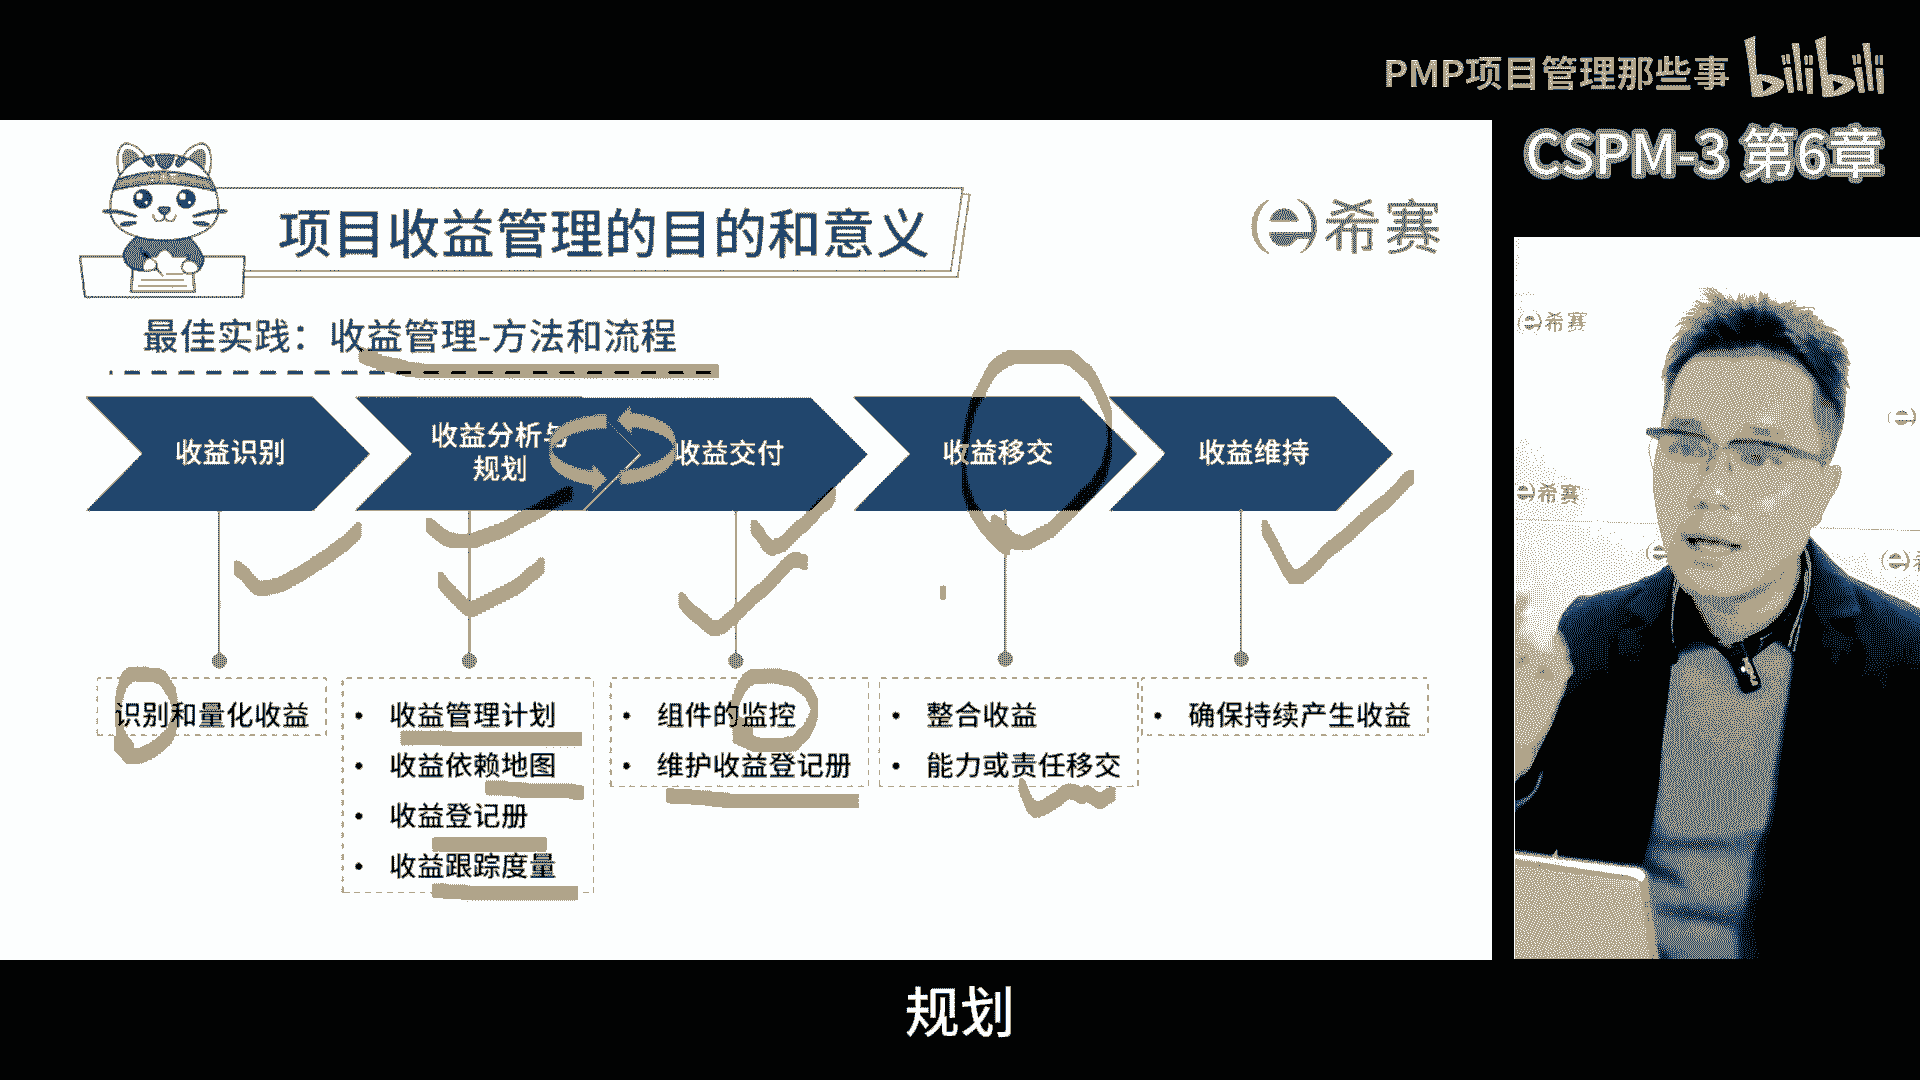 PMP项目管理那些事 bilibili
CSPM-3 第6章
项目收益管理的目的和意义
希赛
最佳实践：收益管理-方法和流程
收益识别
收益分析与
规划
收益交付
收益移交
收益维持
识别和量化收益
• 收益管理计划
• 收益依赖地图
• 收益登记册
• 收益跟踪度量
• 组件的监控
• 维护收益登记册
• 整合收益
• 能力或责任移交
• 确保持续产生收益
希赛
希赛
规划